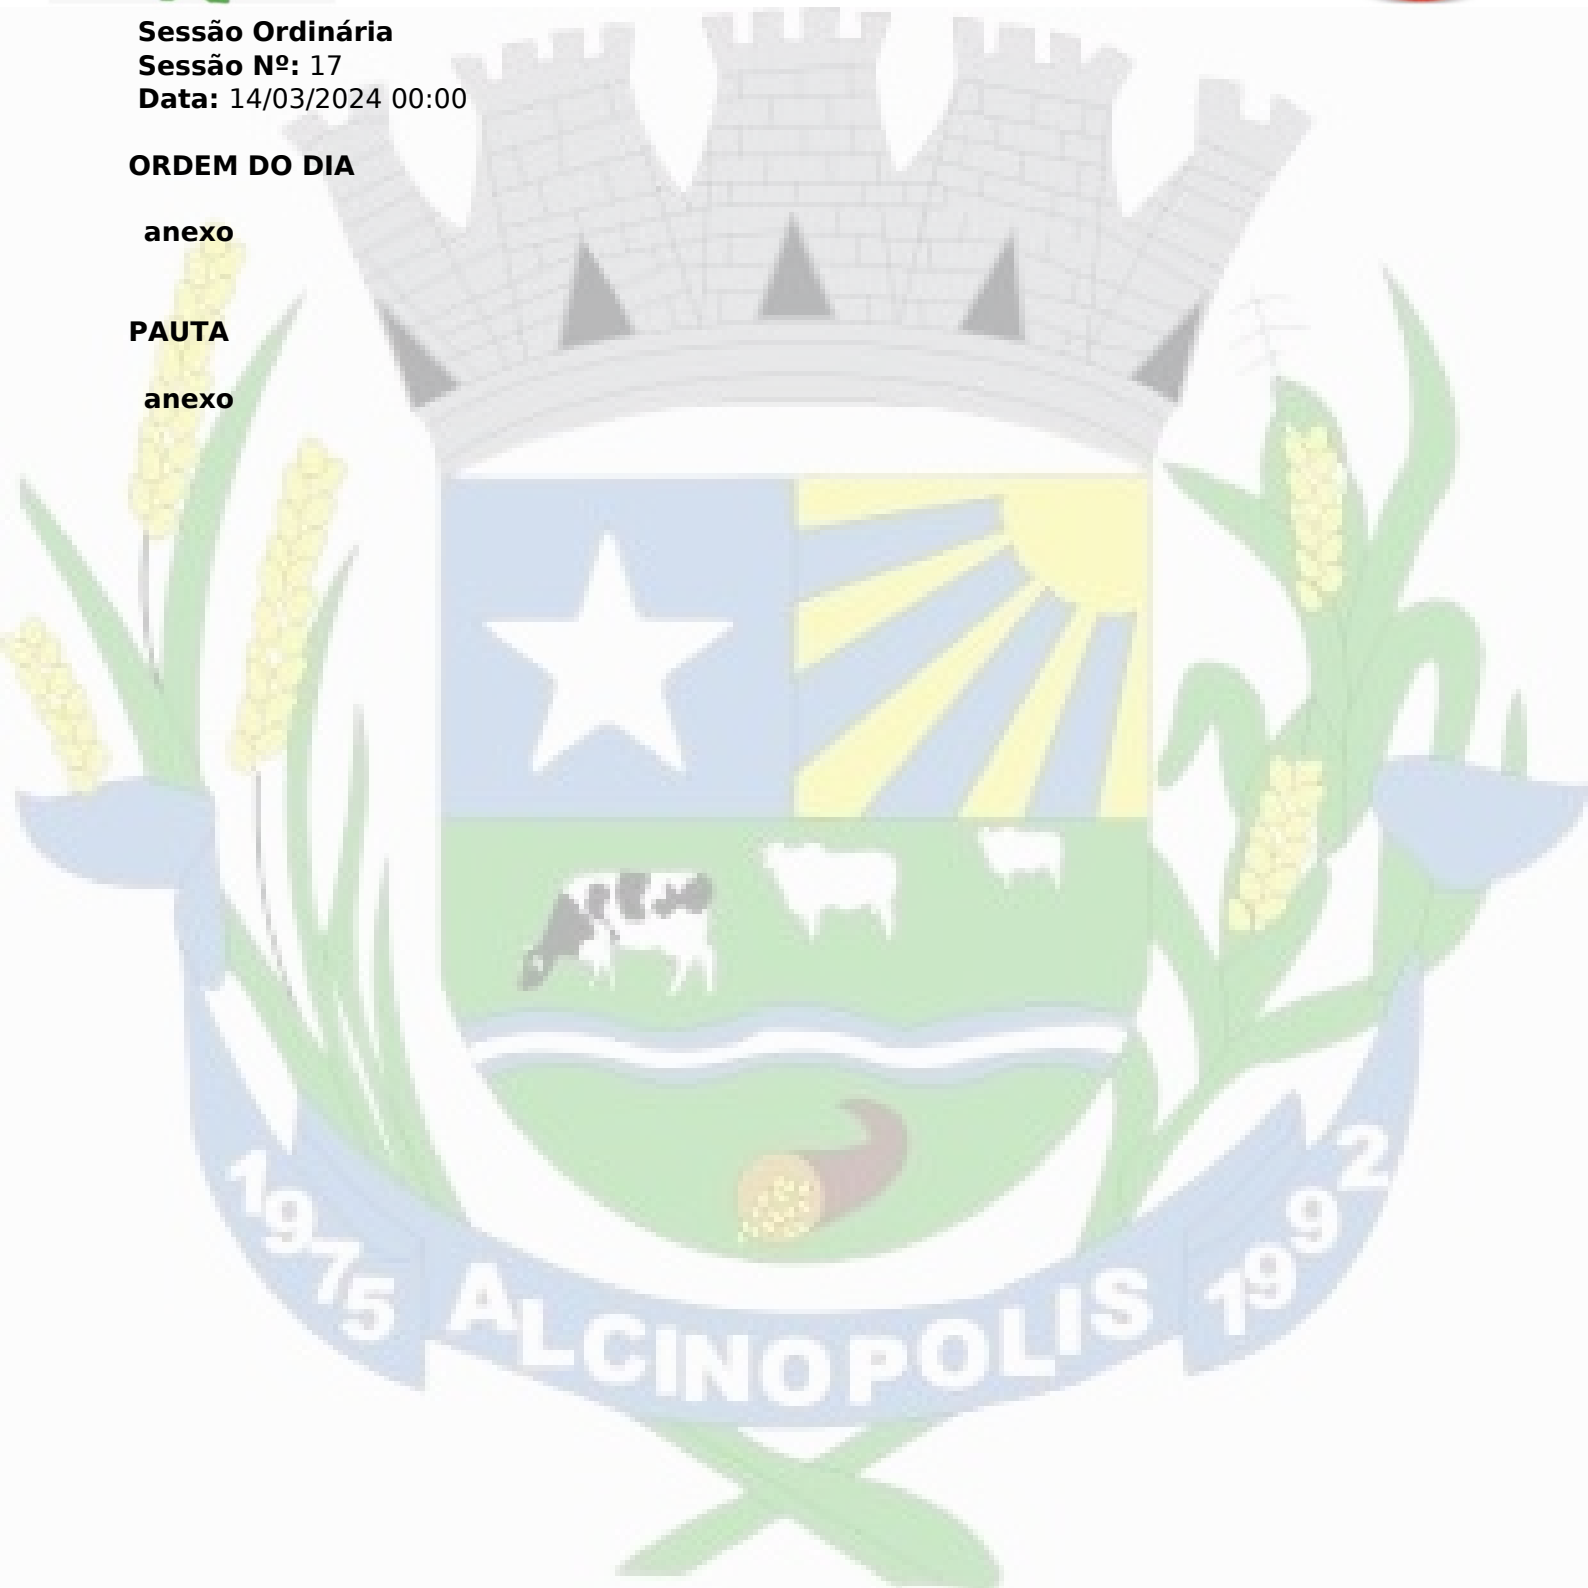 Sessão Ordinária
Sessão Nº: 17
Data: 14/03/2024 00:00
ORDEM DO DIA
anexo
PAUTA
anexo
1975 ALCINOPOLIS 1992